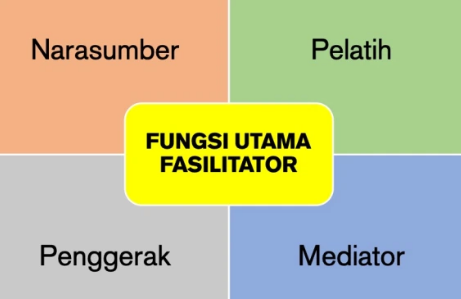 Narasumber
Pelatih
FUNGSI UTAMA
FASILITATOR
Penggerak
Mediator